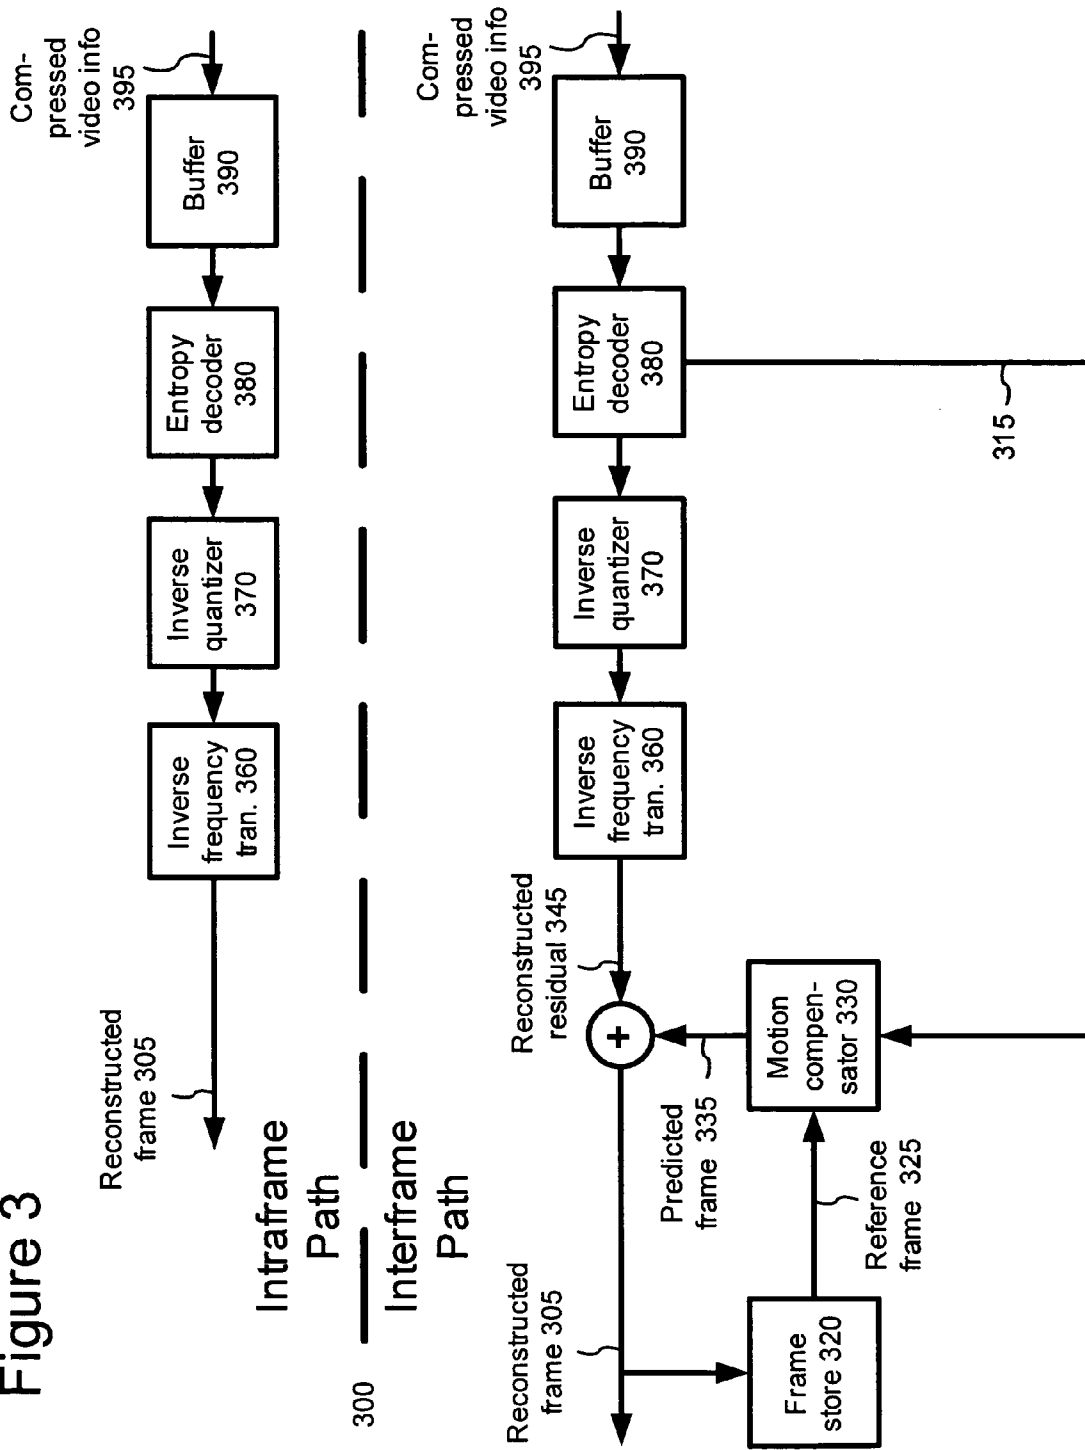 Figure 3
Reconstructed
frame 305
Inverse
frequency
tran. 360
Inverse
quantizer
370
Entropy
decoder
380
Buffer
390
Com-
pressed
video info
395
Intraframe
Path
300
Interframe
Path
Reconstructed
frame 305
Reconstructed
residual 345
+
Inverse
frequency
tran. 360
Inverse
quantizer
370
Entropy
decoder
380
Buffer
390
Com-
pressed
video info
395
Predicted
frame 335
Frame
store 320
Reference
frame 325
Motion
compen-
sator 330
315